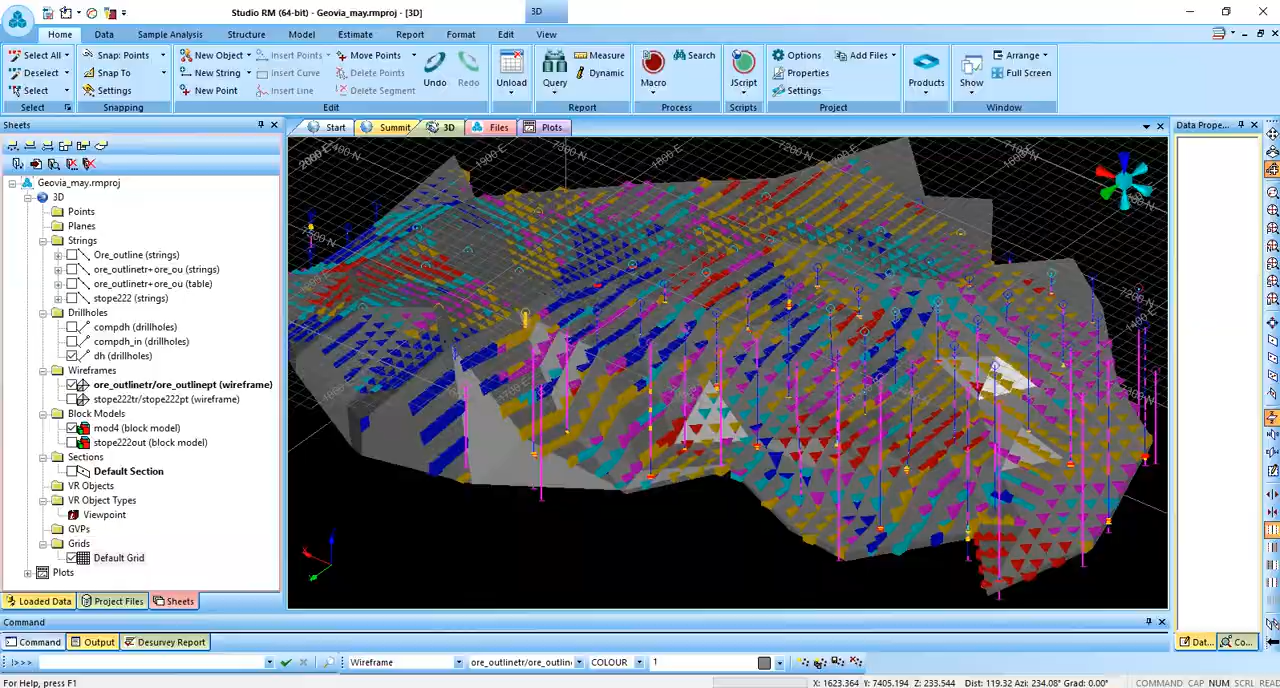 Studio RM (64-bit) - Geovia_may.rmproj - [3D]
3D
Home Data Sample Analysis Structure Model Estimate Report Format Edit View
Select All Snap: Points New Object Insert Points Move Points Options Add Files Arrange
Measure Search
Deselect Snap To New String Insert Curve Delete Points Undo Redo Unload Query Dynamic Macro JScript Properties Products Show Full Screen
Select Settings New Point Insert Line Delete Segment Settings
Select Snapping Edit Report Process Scripts Project Window
Sheets
Start Summit 3D Files Plots
Data Prope...
Geovia_may.rmproj
3D
Points
Planes
Strings
Ore_outline (strings)
ore_outlinetr+ore_ou (strings)
ore_outlinetr+ore_ou (table)
stope222 (strings)
Drillholes
compdh (drillholes)
compdh_in (drillholes)
dh (drillholes)
Wireframes
ore_outlinetr/ore_outlinept (wireframe)
stope222tr/stope222pt (wireframe)
Block Models
mod4 (block model)
stope222out (block model)
Sections
Default Section
VR Objects
VR Object Types
Viewpoint
GVPs
Grids
Default Grid
Plots
2000 E
7400 N
1900 E
7300 N
1800 E
1700 E
7200 N
Loaded Data Project Files Sheets
Command
Command Output Desurvey Report
Dat... Co...
!>>> Wireframe ore_outlinetr/ore_outlin COLOUR 1
For Help, press F1 X: 1623.364 Y: 7405.194 Z: 233.544 Dist: 119.32 Azi: 234.08° Grad: 0.00° COMMAND CAP NUM SCRL READ